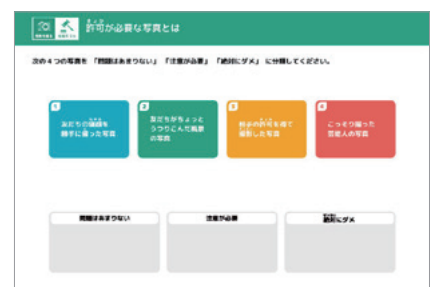 許可が必要な写真とは
次の４つの写真を 「問題はあまりない」 「注意が必要」 「絶対にダメ」 に分類してください。
1
友だちの寝顔を
勝手に撮った写真
2
友だちがちょっと
うつりこんだ風景
の写真
3
相手の許可を得て
撮影した写真
4
こっそり撮った
芸能人の写真
問題はあまりない
注意が必要
絶対にダメ